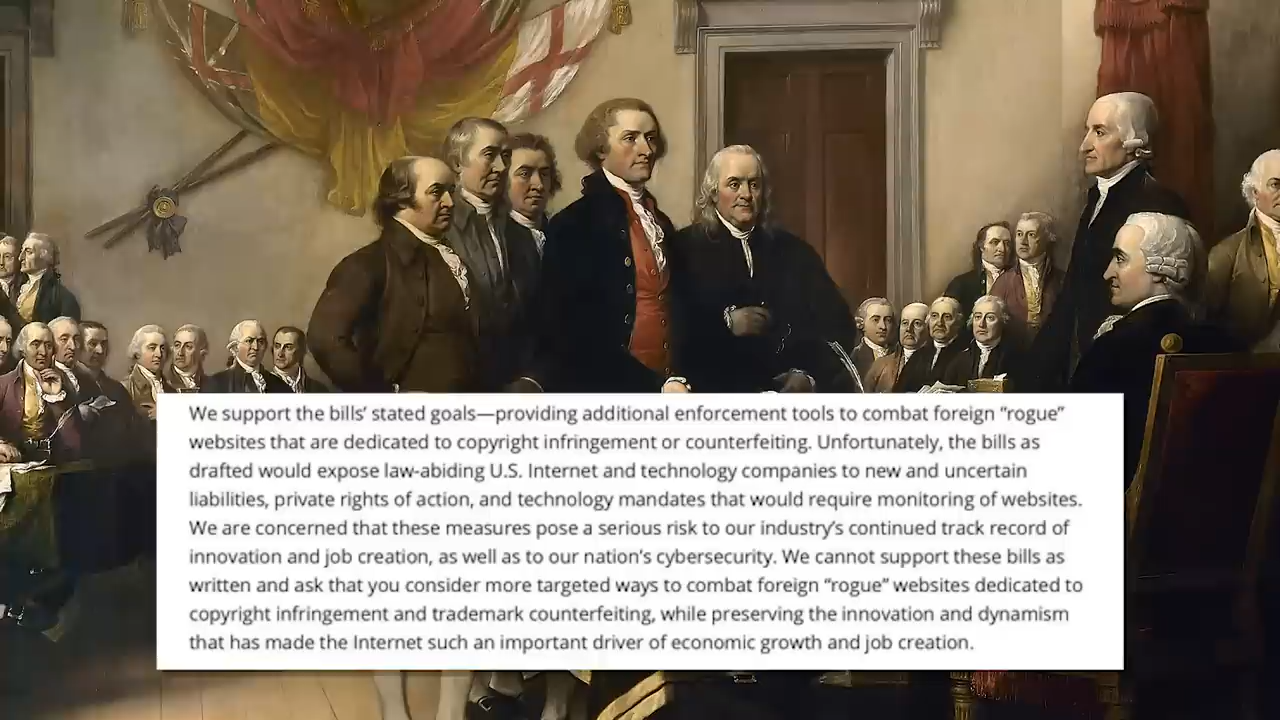 We support the bills’ stated goals—providing additional enforcement tools to combat foreign “rogue”
websites that are dedicated to copyright infringement or counterfeiting. Unfortunately, the bills as
drafted would expose law-abiding U.S. Internet and technology companies to new and uncertain
liabilities, private rights of action, and technology mandates that would require monitoring of websites.
We are concerned that these measures pose a serious risk to our industry’s continued track record of
innovation and job creation, as well as to our nation’s cybersecurity. We cannot support these bills as
written and ask that you consider more targeted ways to combat foreign “rogue” websites dedicated to
copyright infringement and trademark counterfeiting, while preserving the innovation and dynamism
that has made the Internet such an important driver of economic growth and job creation.